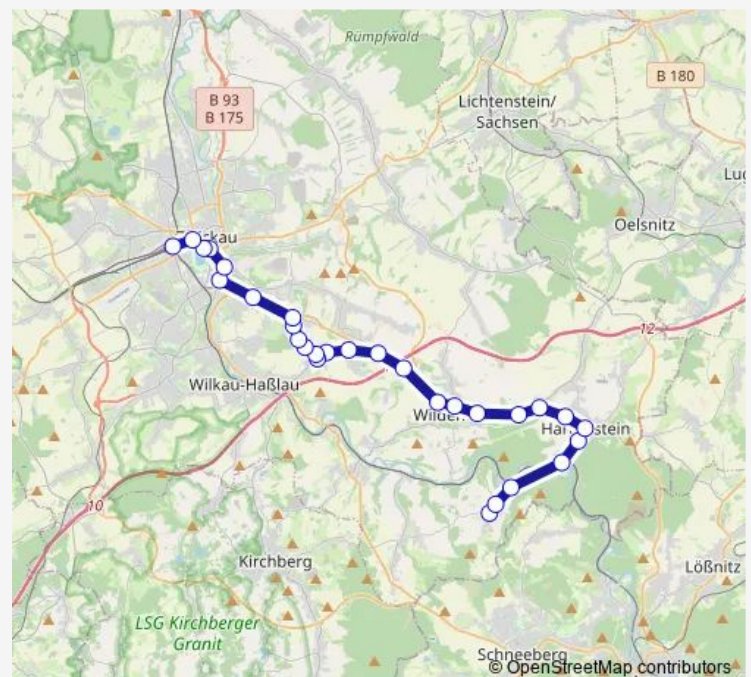 Rümpfwald
B 180
B 93
B 175
Lichtenstein/
Sachsen
Oelsnitz
12
Wilkau-Haßlau
10
Kirchberg
Lößnitz
LSG Kirchberger
Granit
Schneeberg
© OpenStreetMap contributors